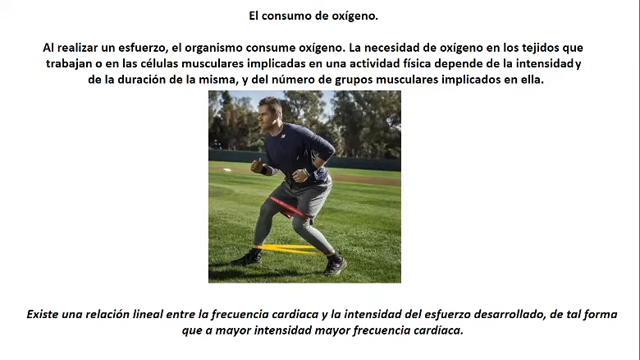 El consumo de oxígeno.
Al realizar un esfuerzo, el organismo consume oxígeno. La necesidad de oxígeno en los tejidos que
trabajan o en las células musculares implicadas en una actividad física depende de la intensidad y
de la duración de la misma, y del número de grupos musculares implicados en ella.
Existe una relación lineal entre la frecuencia cardiaca y la intensidad del esfuerzo desarrollado, de tal forma
que a mayor intensidad mayor frecuencia cardíaca.